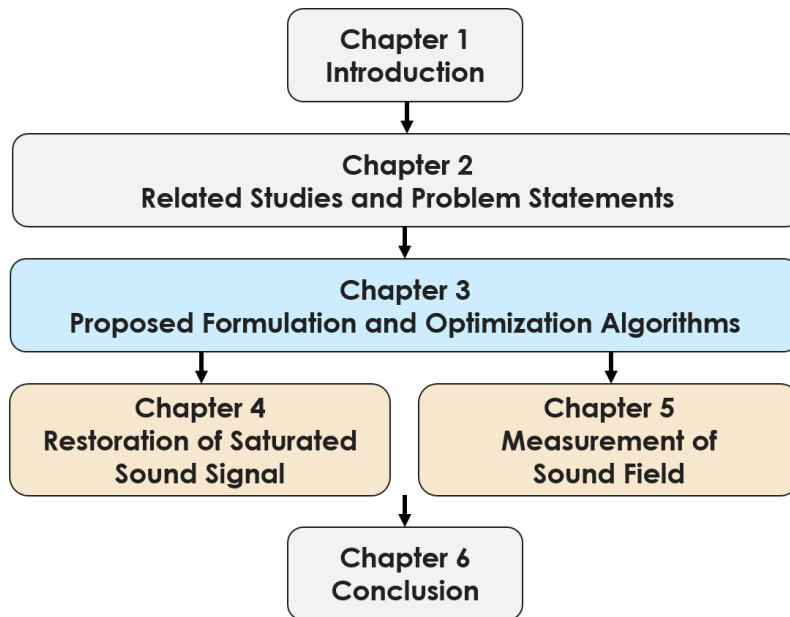 Chapter 1
Introduction
Chapter 2
Related Studies and Problem Statements
Chapter 3
Proposed Formulation and Optimization Algorithms
Chapter 4
Restoration of Saturated
Sound Signal
Chapter 5
Measurement of
Sound Field
Chapter 6
Conclusion